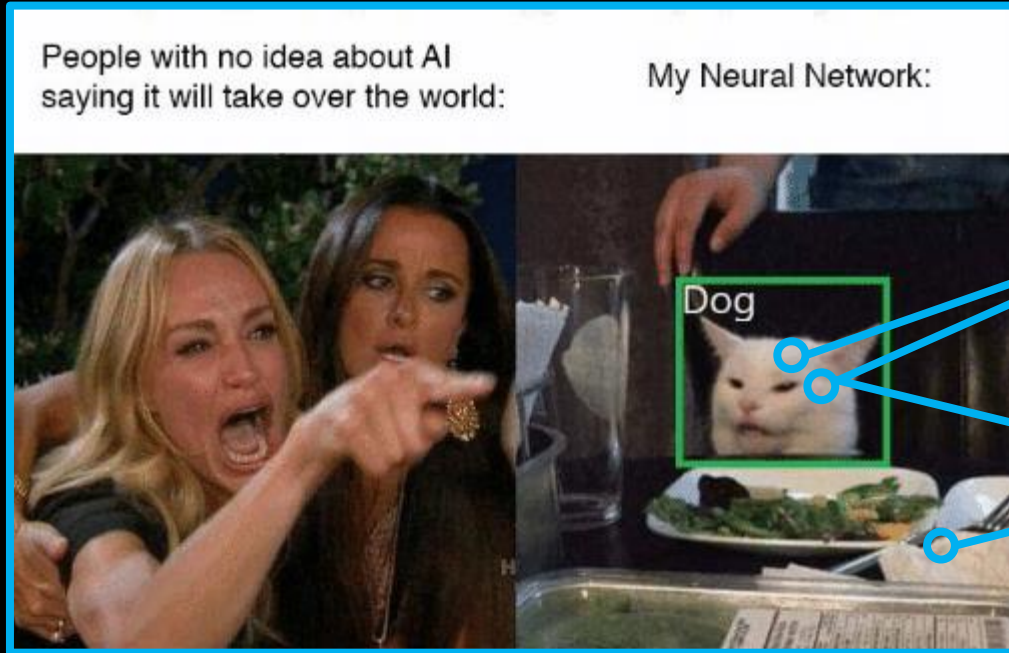 People with no idea about AI
saying it will take over the world:
My Neural Network:
Dog